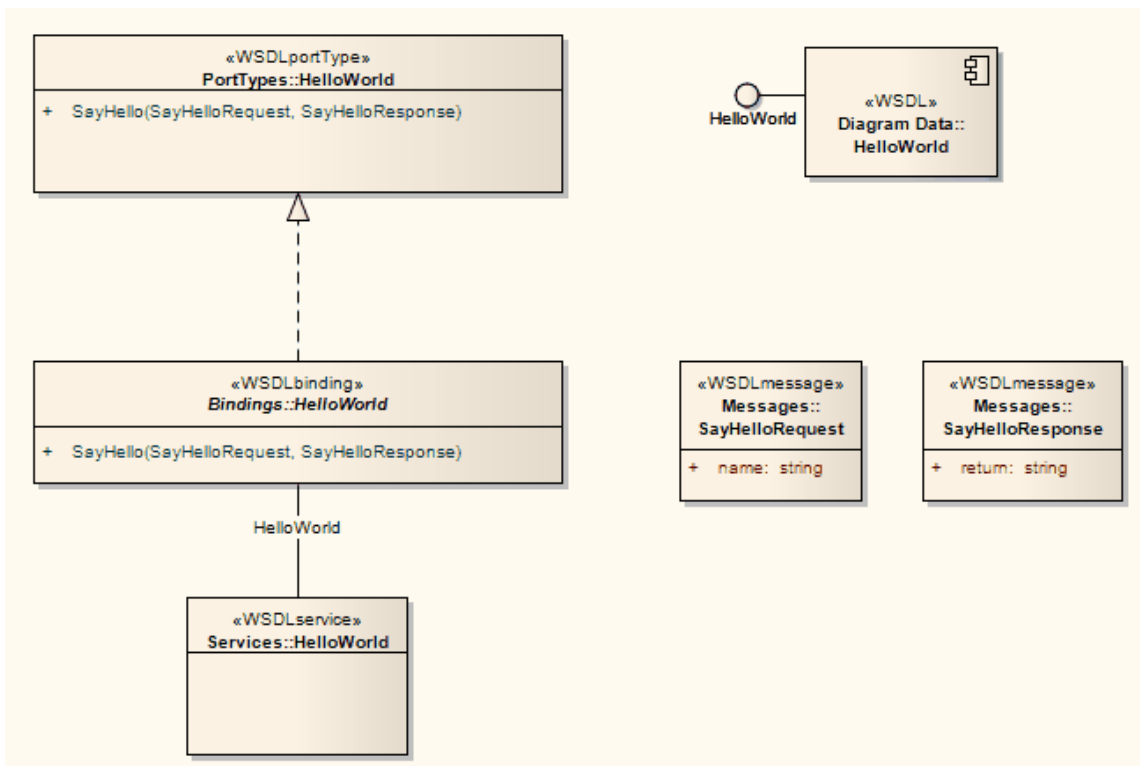 «WSDLportType»
PortTypes::HelloWorld
+ SayHello(SayHelloRequest, SayHelloResponse)
HelloWorld
«WSDL»
Diagram Data::
HelloWorld
«WSDLbinding»
Bindings::HelloWorld
+ SayHello(SayHelloRequest, SayHelloResponse)
HelloWorld
«WSDLservice»
Services::HelloWorld
«WSDLmessage»
Messages::
SayHelloRequest
+ name: string
«WSDLmessage»
Messages::
SayHelloResponse
+ return: string